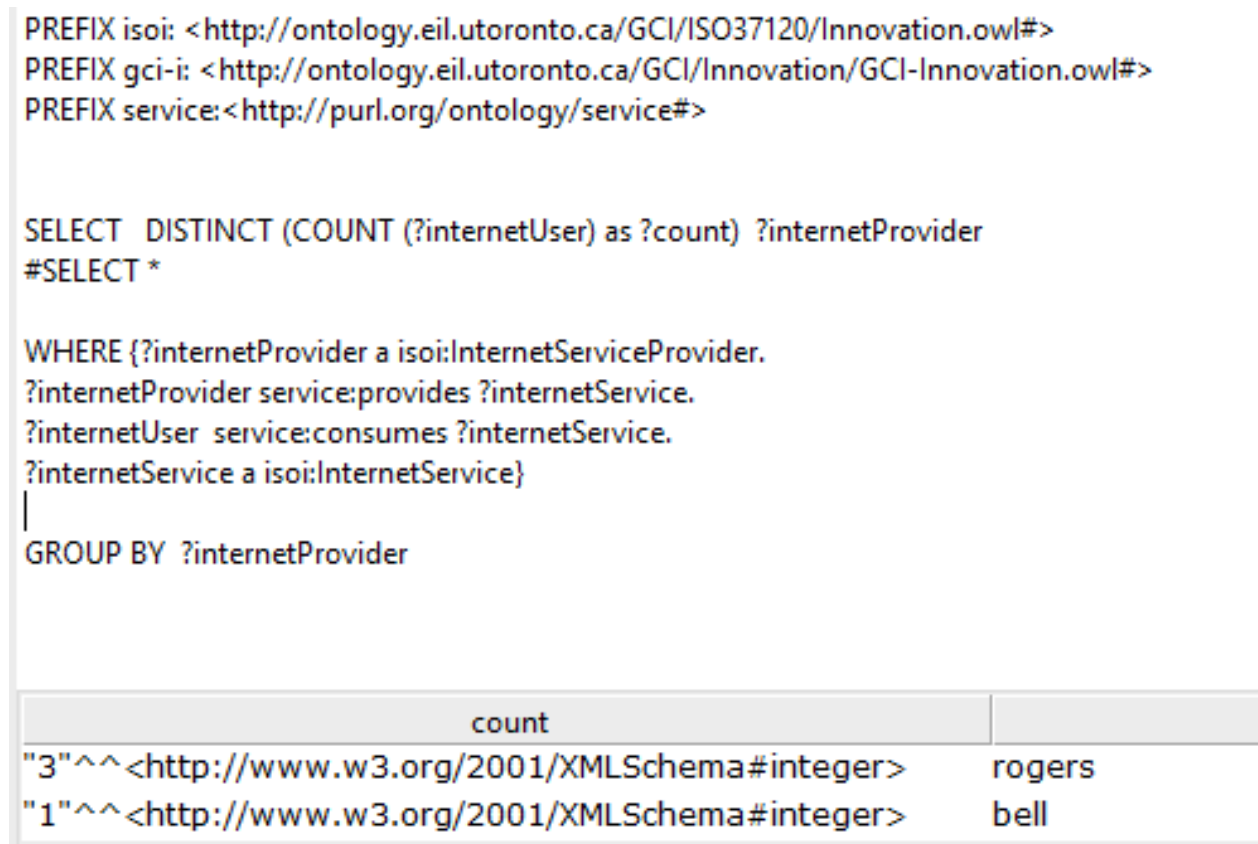 PREFIX isoi: <http://ontology.eil.utoronto.ca/GCI/ISO37120/Innovation.owl#>
PREFIX gci-i: <http://ontology.eil.utoronto.ca/GCI/Innovation/GCI-Innovation.owl#>
PREFIX service:<http://purl.org/ontology/service#>
SELECT DISTINCT (COUNT (?internetUser) as ?count) ?internetProvider
#SELECT *
WHERE {?internetProvider a isoi:InternetServiceProvider.
?internetProvider service:provides ?internetService.
?internetUser service:consumes ?internetService.
?internetService a isoi:InternetService}
GROUP BY ?internetProvider
count
"3"^^<http://www.w3.org/2001/XMLSchema#integer> rogers
"1"^^<http://www.w3.org/2001/XMLSchema#integer> bell